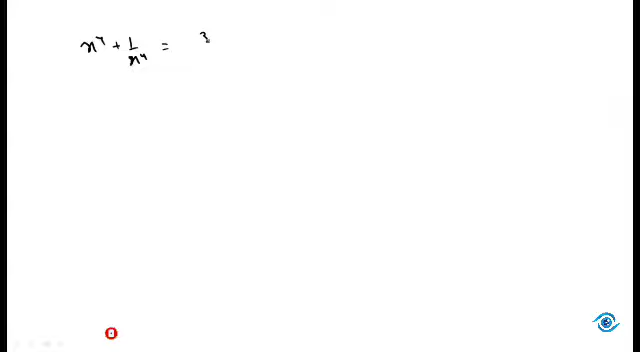 x⁴ + 1/x⁴ = 3